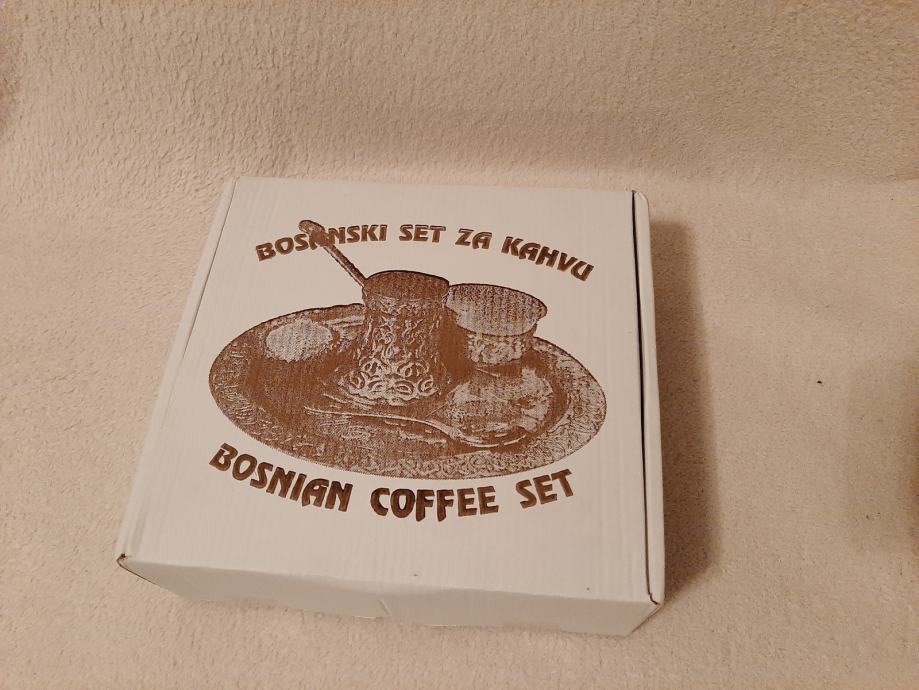 BOSANSKI SET ZA KAHVU
BOSNIAN COFFEE SET